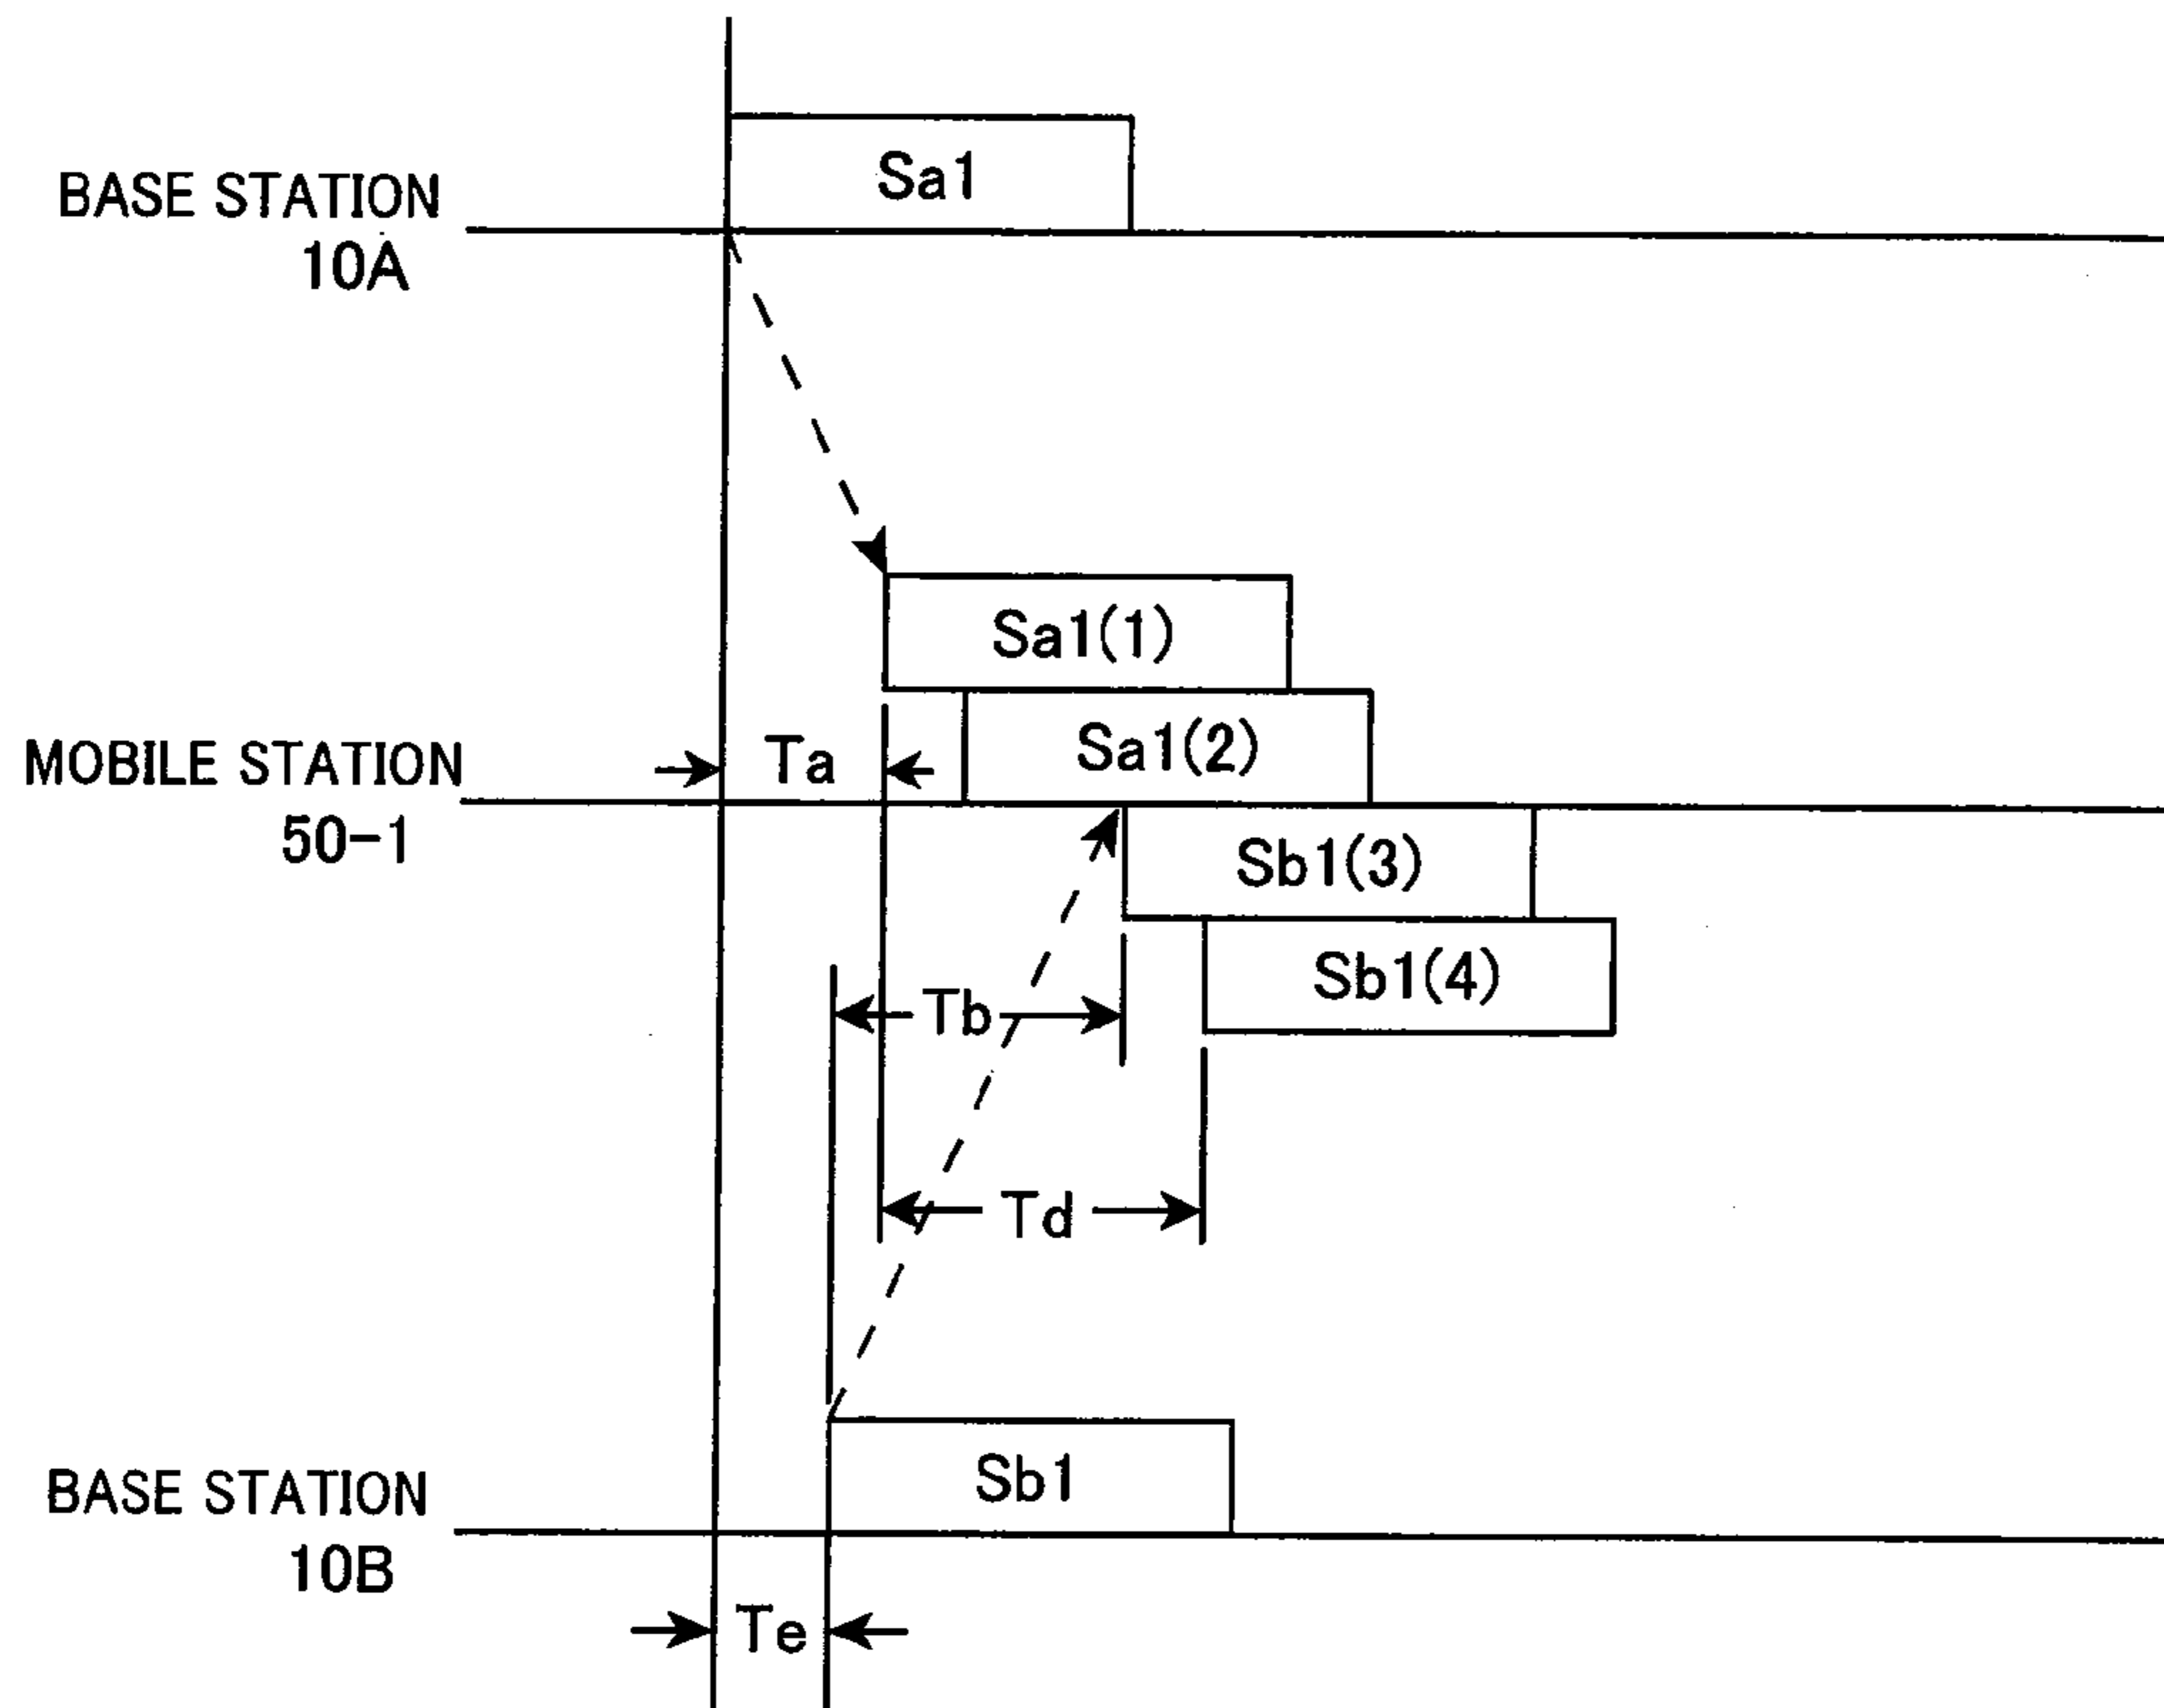 Sa1
BASE STATION
10A
Sa1(1)
Sa1(2)
Ta
MOBILE STATION
50-1
Sb1(3)
Sb1(4)
Tb
Td
Sb1
BASE STATION
10B
Te